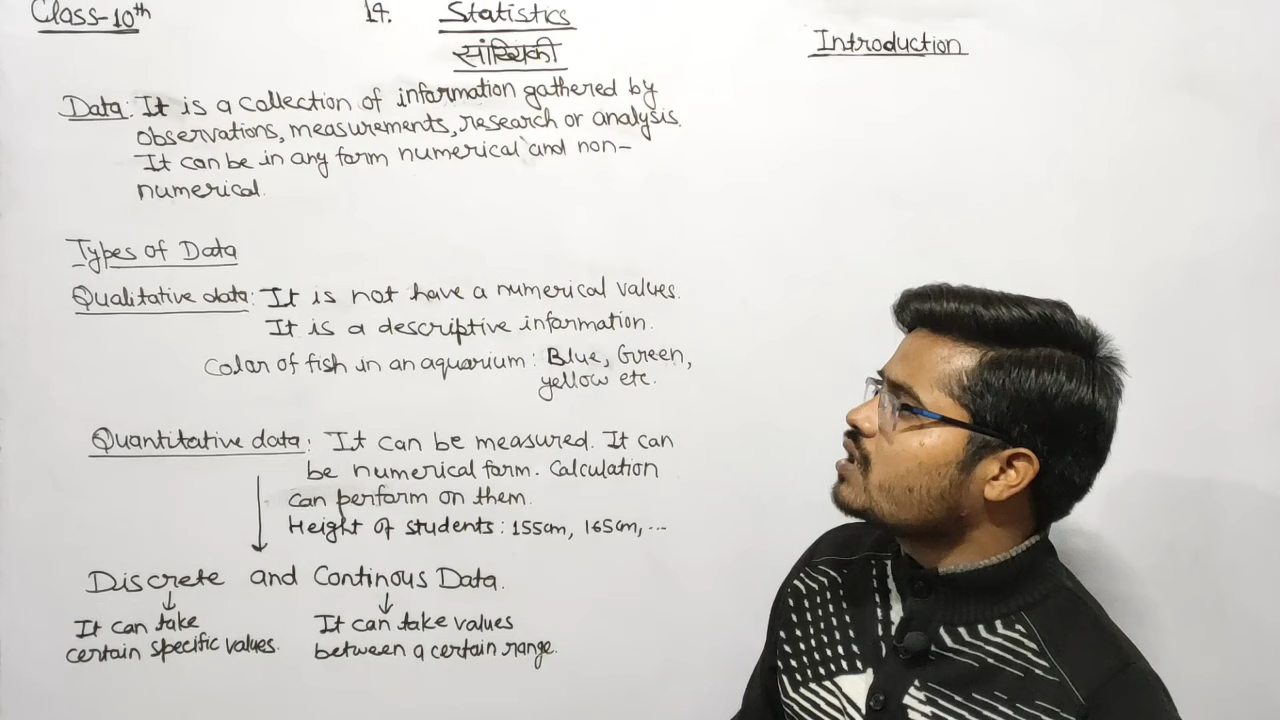 Class-10th
14. Statistics
सांख्यिकी
Introduction
Data: It is a collection of information gathered by
observations, measurements, research or analysis.
It can be in any form numerical and non-
numerical.
Types of Data
Qualitative data: It is not have a numerical values.
It is a descriptive information.
Color of fish in an aquarium: Blue, Green,
yellow etc.
Quantitative data: It can be measured. It can
be numerical form. Calculation
can perform on them.
Height of students: 155cm, 165cm, ...
Discrete and Continous Data.
It can take
certain specific values.
It can take values
between a certain range.